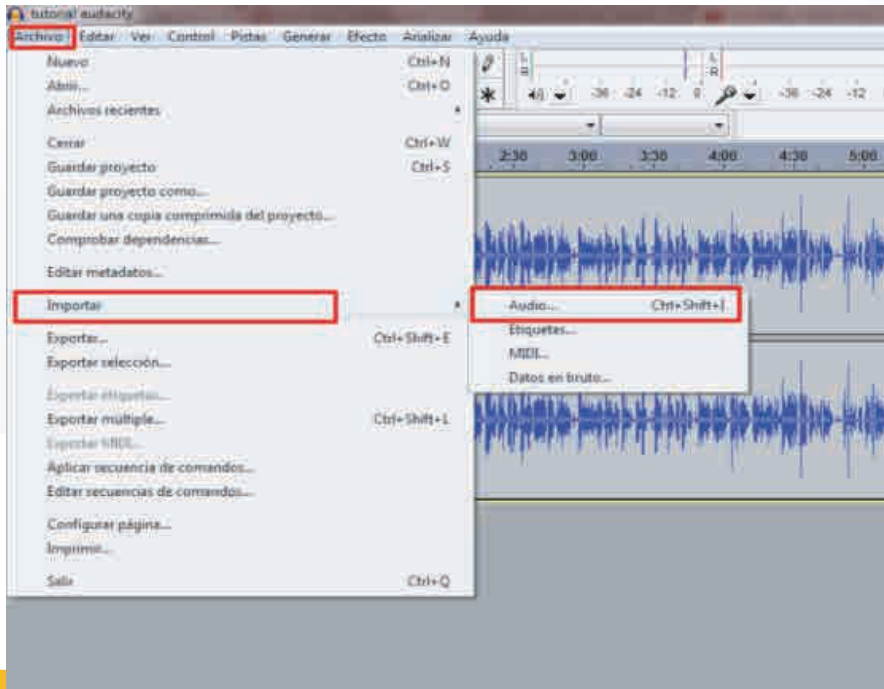 tutorial audacity
Archivo Editar Ver Control Pistas Generar Efecto Analizar Ayuda
Nuevo Ctrl+N
Abrir... Ctrl+O
Archivos recientes
Cerrar Ctrl+W
Guardar proyecto Ctrl+S
Guardar proyecto como...
Guardar una copia comprimida del proyecto...
Comprobar dependencias...
Editar metadatos...
Importar
Exportar... Ctrl+Shift+E
Exportar selección...
Exportar etiquetas...
Exportar múltiple... Ctrl+Shift+L
Exportar MIDI...
Aplicar secuencia de comandos...
Editar secuencias de comandos...
Configurar página...
Imprimir...
Salir Ctrl+Q
Audio... Ctrl+Shift+I
Etiquetas...
MIDI...
Datos en bruto...
L
R
L
R
-36 -24 -12 0 -36 -24 -12
2:30 3:00 3:30 4:00 4:30 5:00